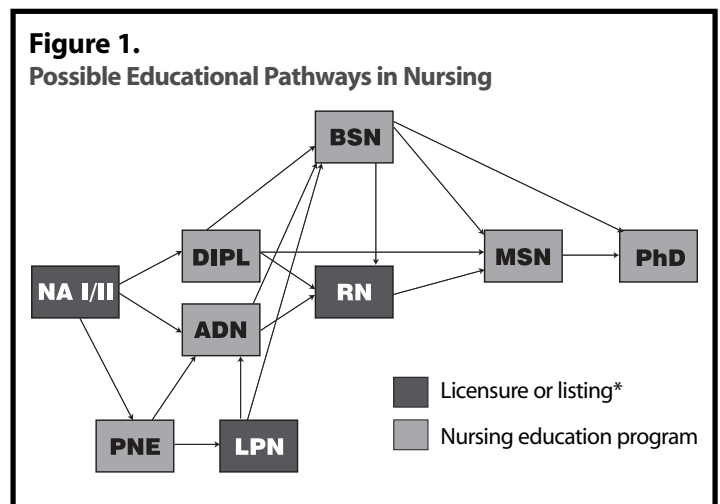 Figure 1.
Possible Educational Pathways in Nursing
BSN
DIPL
MSN
PhD
NA I/II
RN
ADN
Licensure or listing*
PNE
LPN
Nursing education program